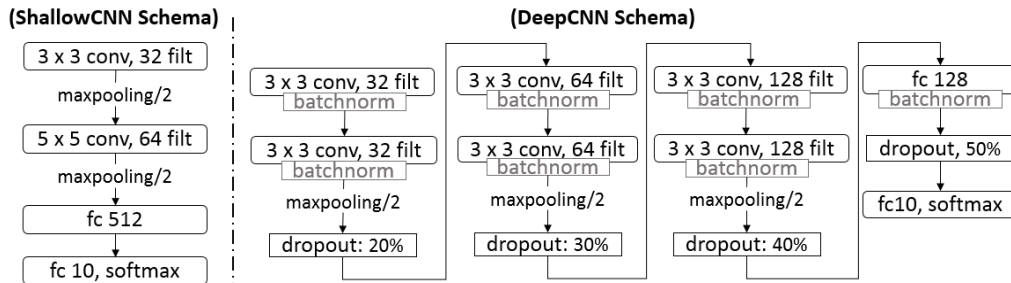 (ShallowCNN Schema)
3 x 3 conv, 32 filt
maxpooling/2
5 x 5 conv, 64 filt
maxpooling/2
fc 512
fc 10, softmax
(DeepCNN Schema)
3 x 3 conv, 32 filt
batchnorm
3 x 3 conv, 32 filt
batchnorm
maxpooling/2
dropout: 20%
3 x 3 conv, 64 filt
batchnorm
3 x 3 conv, 64 filt
batchnorm
maxpooling/2
dropout: 30%
3 x 3 conv, 128 filt
batchnorm
3 x 3 conv, 128 filt
batchnorm
maxpooling/2
dropout: 40%
fc 128
batchnorm
dropout, 50%
fc10, softmax